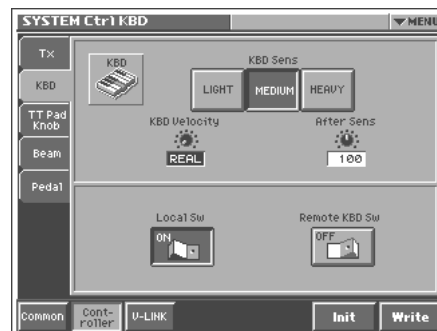 SYSTEM Ctrl KBD
▼MENU
Tx
KBD
TT Pad
Knob
Beam
Pedal
KBD
KBD Sens
LIGHT MEDIUM HEAVY
KBD Velocity After Sens
REAL 100
Local Sw Remote KBD Sw
ON OFF
Common Cont-
roller V-LINK Init Write